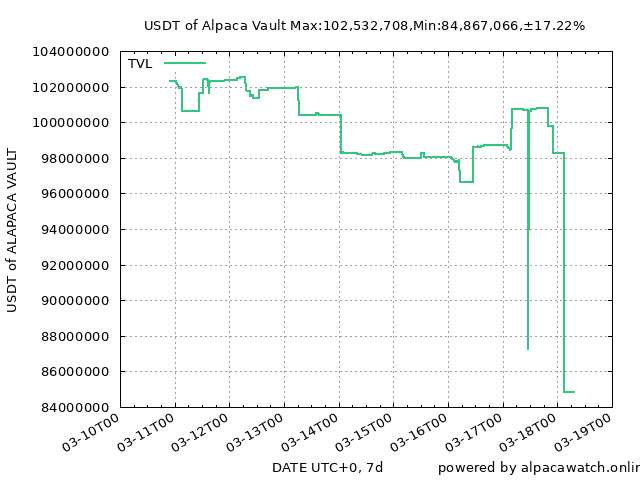 USDT of Alpaca Vault Max:102,532,708,Min:84,867,066,±17.22%
TVL
104000000
102000000
100000000
98000000
96000000
94000000
92000000
90000000
88000000
86000000
84000000
USDT of ALAPACA VAULT
03-10T00
03-11T00
03-12T00
03-13T00
03-14T00
03-15T00
03-16T00
03-17T00
03-18T00
03-19T00
DATE UTC+0, 7d
powered by alpacawatch.onlin